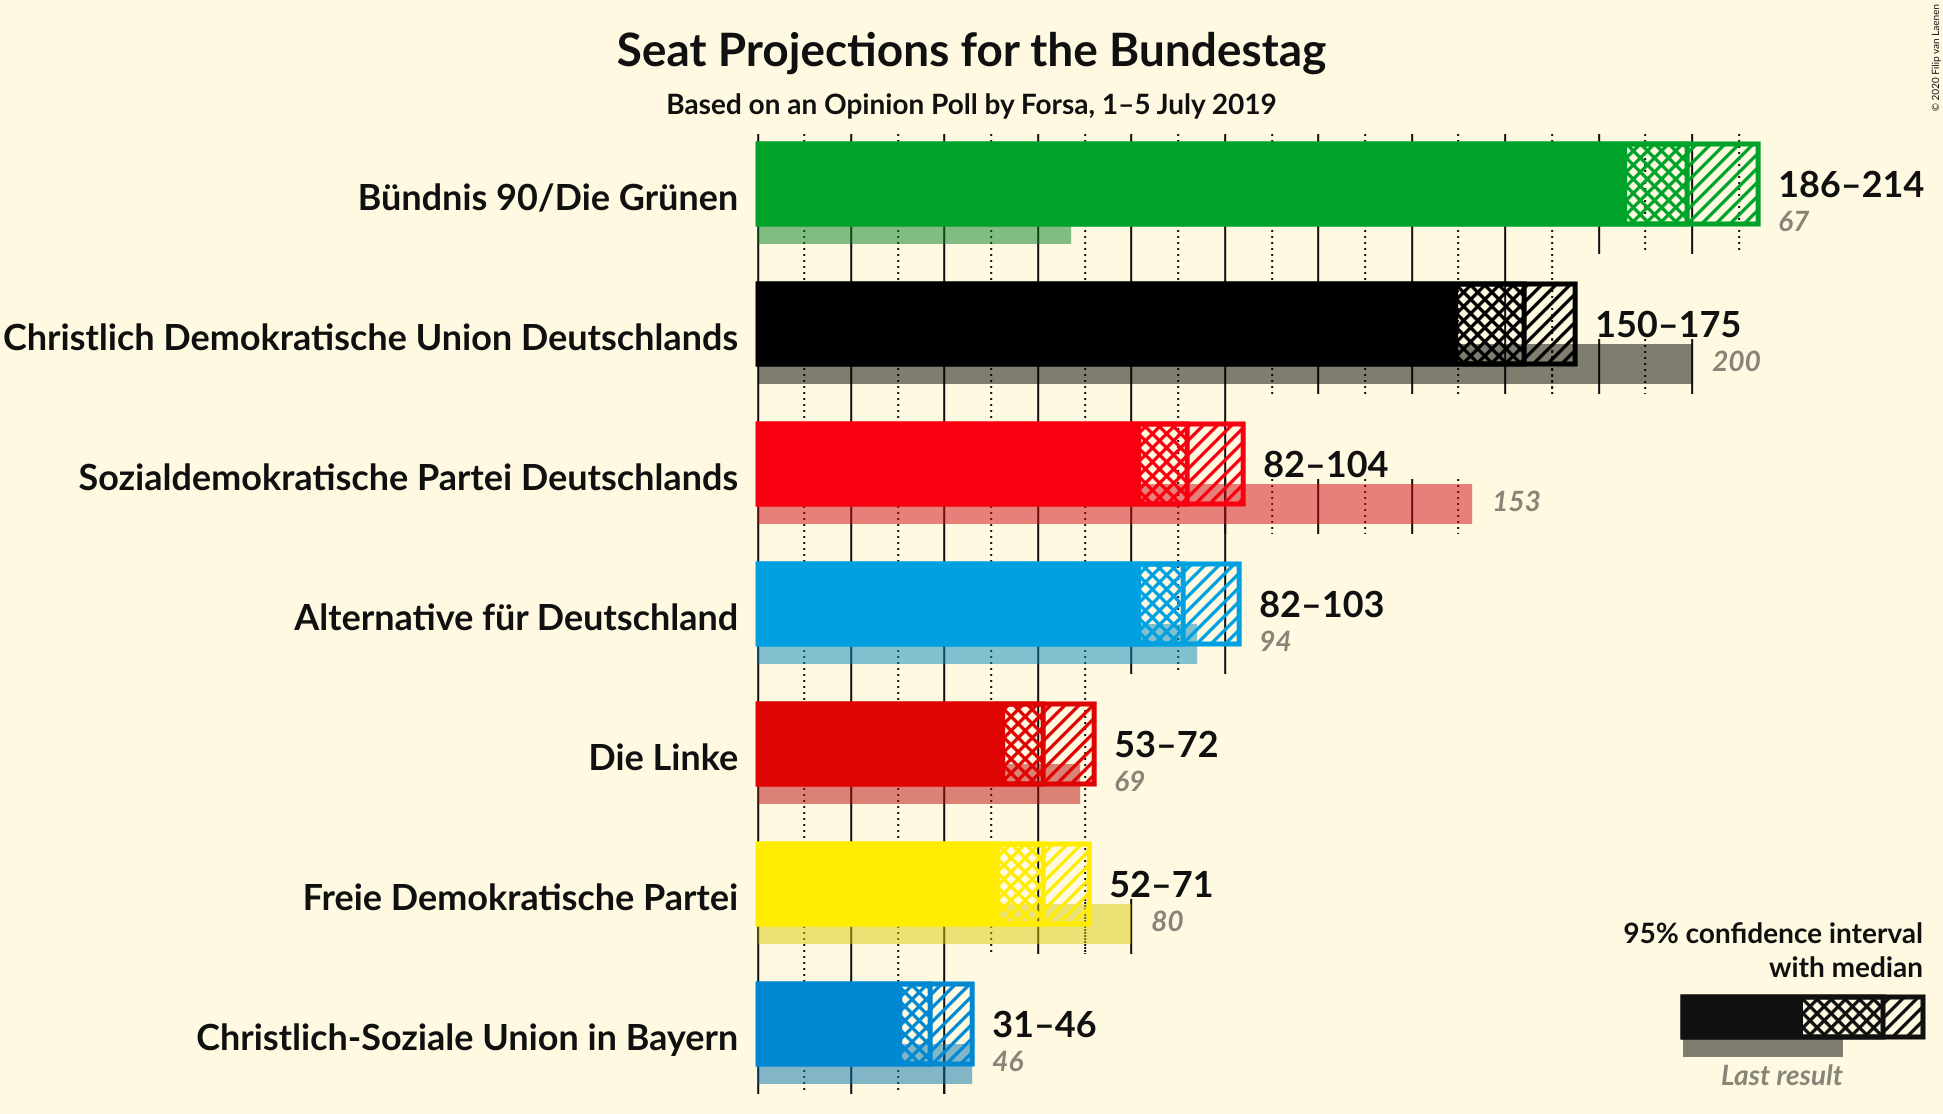 Seat Projections for the Bundestag
Based on an Opinion Poll by Forsa, 1–5 July 2019
© 2020 Filip van Laenen
Bündnis 90/Die Grünen
186–214
67
Christlich Demokratische Union Deutschlands
150–175
200
Sozialdemokratische Partei Deutschlands
82–104
153
Alternative für Deutschland
82–103
94
Die Linke
53–72
69
Freie Demokratische Partei
52–71
80
Christlich-Soziale Union in Bayern
31–46
46
95% confidence interval
with median
Last result